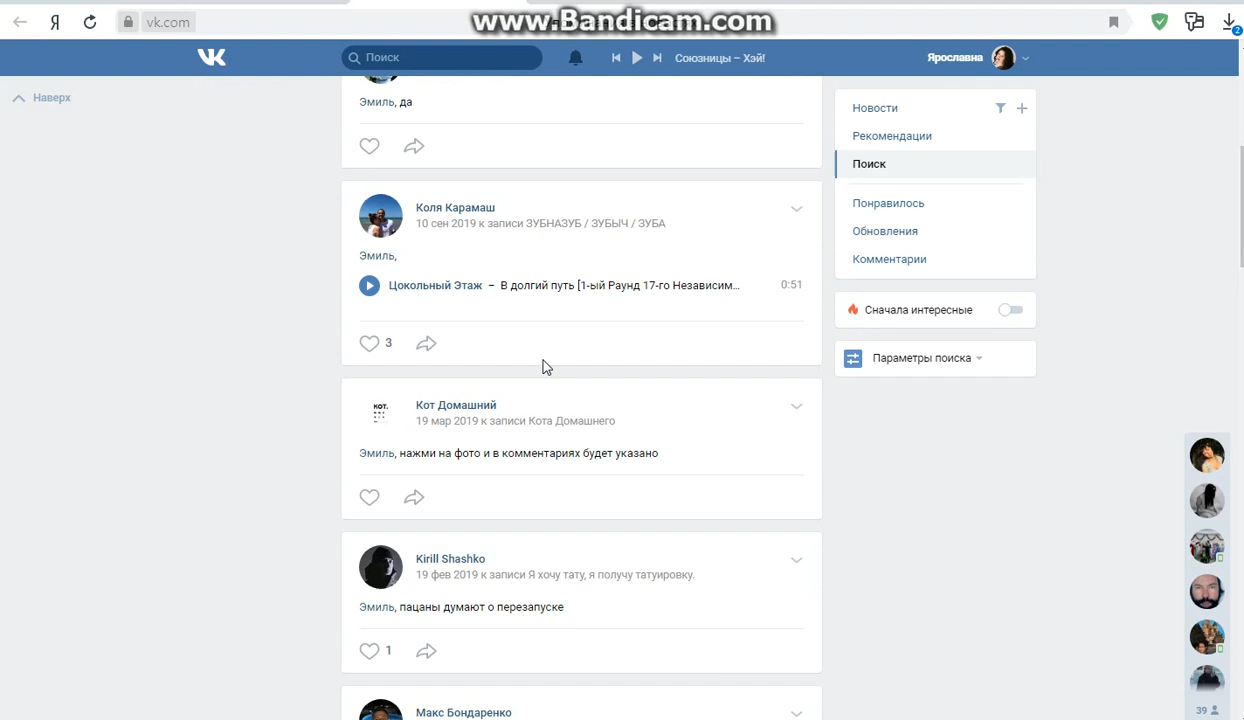 www.Bandicam.com
Я
vk.com
2
Поиск
Союзницы – Хэй!
Ярославна
Наверх
Эмиль, да
Коля Карамаш
10 сен 2019 к записи ЗУБНАЗУБ / ЗУБЫЧ / ЗУБА
Эмиль,
Цокольный Этаж – В долгий путь [1-ый Раунд 17-го Независим...
0:51
3
КОТ.
Кот Домашний
19 мар 2019 к записи Кота Домашнего
Эмиль, нажми на фото и в комментариях будет указано
Kirill Shashko
19 фев 2019 к записи Я хочу тату, я получу татуировку.
Эмиль, пацаны думают о перезапуске
1
Макс Бондаренко
Новости
Рекомендации
Поиск
Понравилось
Обновления
Комментарии
Сначала интересные
Параметры поиска
39